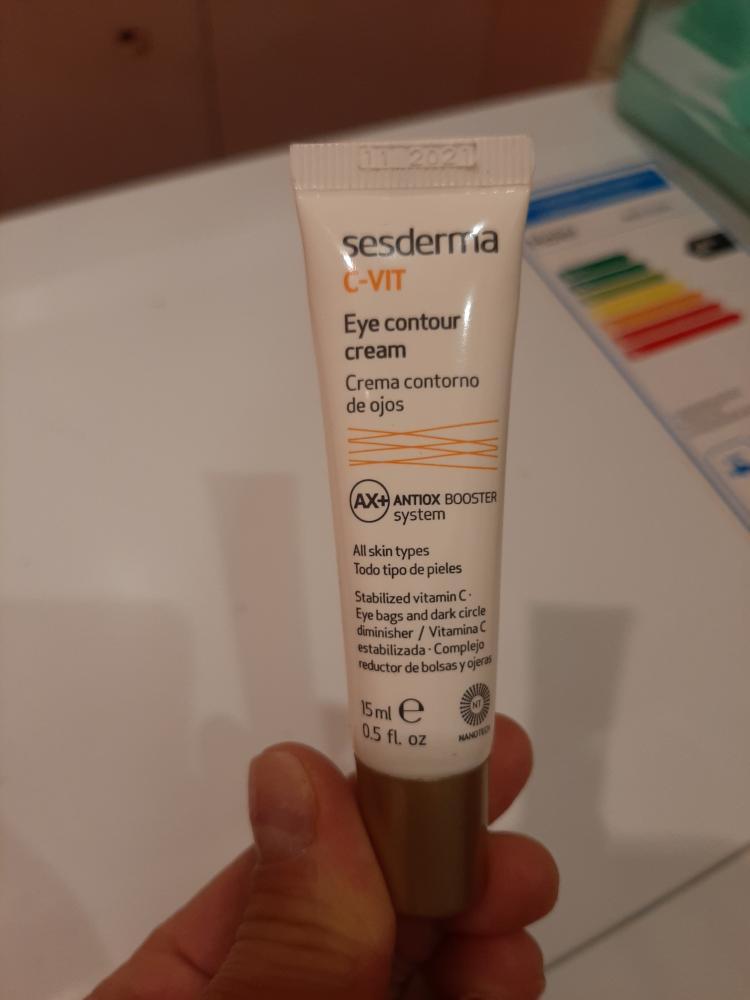 11 2021
sesderma
C-VIT
Eye contour
cream
Crema contorno
de ojos
AX+ ANTIOX BOOSTER
system
All skin types
Todo tipo de pieles
Stabilized vitamin C ·
Eye bags and dark circle
diminisher / Vitamina C
estabilizada · Complejo
reductor de bolsas y ojeras
15 ml e
0.5 fl. oz
NT
NANOTECH